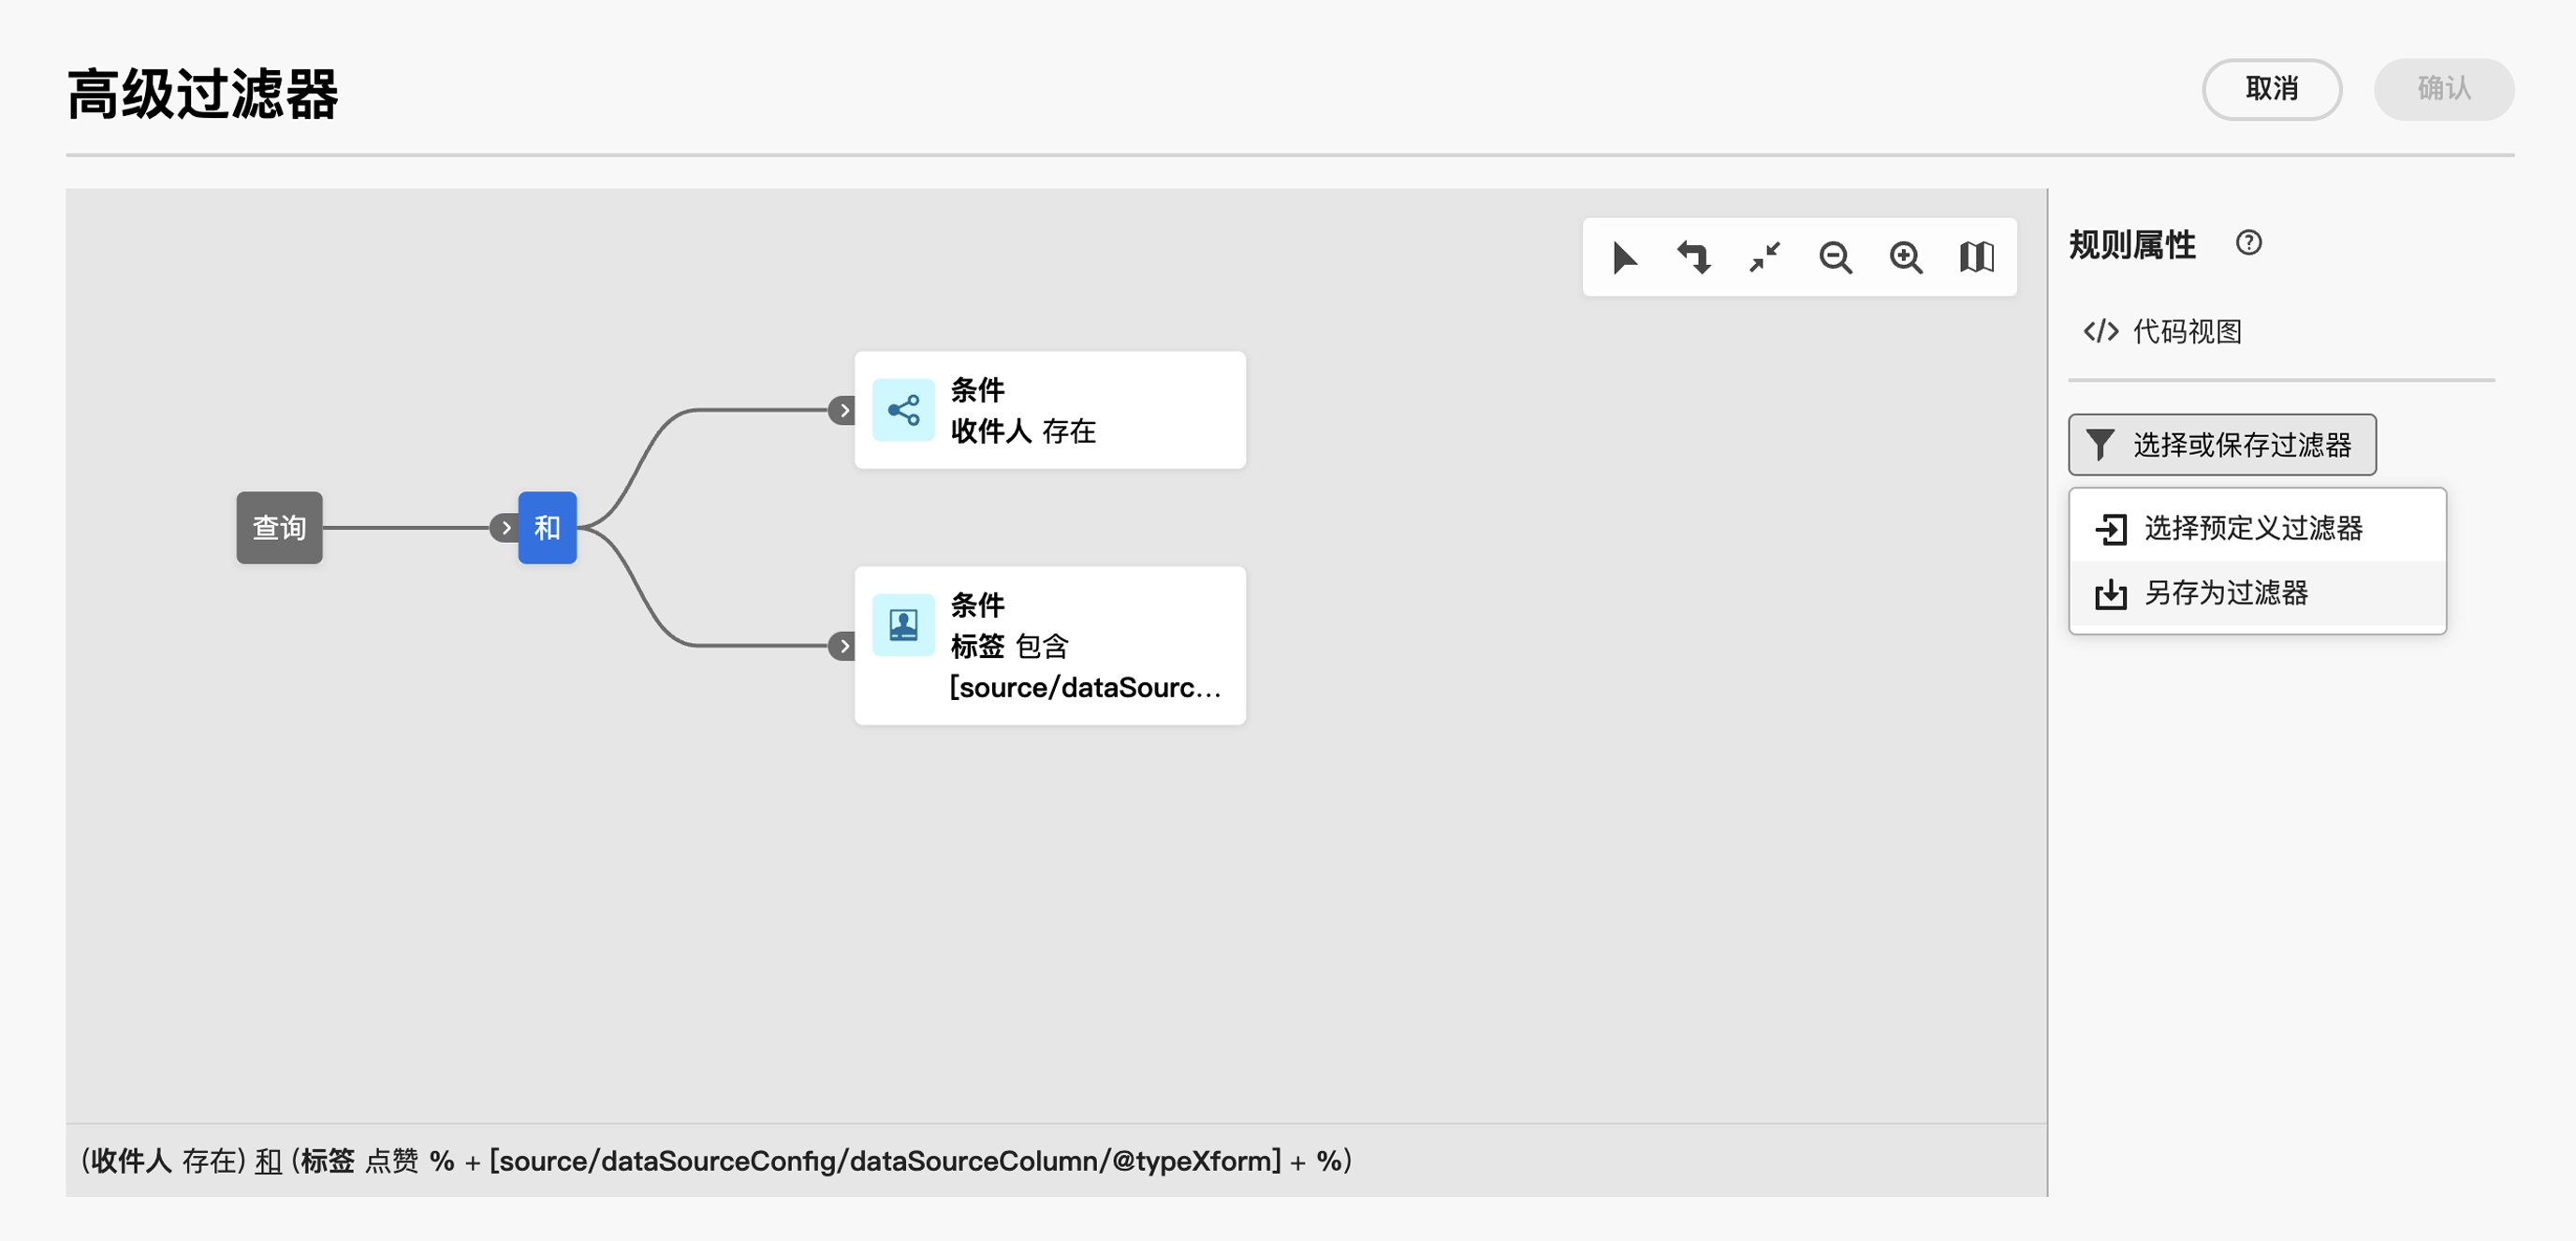 高级过滤器
取消
确认
规则属性
代码视图
选择或保存过滤器
选择预定义过滤器
另存为过滤器
查询
和
条件
收件人 存在
条件
标签 包含
[source/dataSourc...
(收件人 存在) 和 (标签 点赞 % + [source/dataSourceConfig/dataSourceColumn/@typeXform] + %)